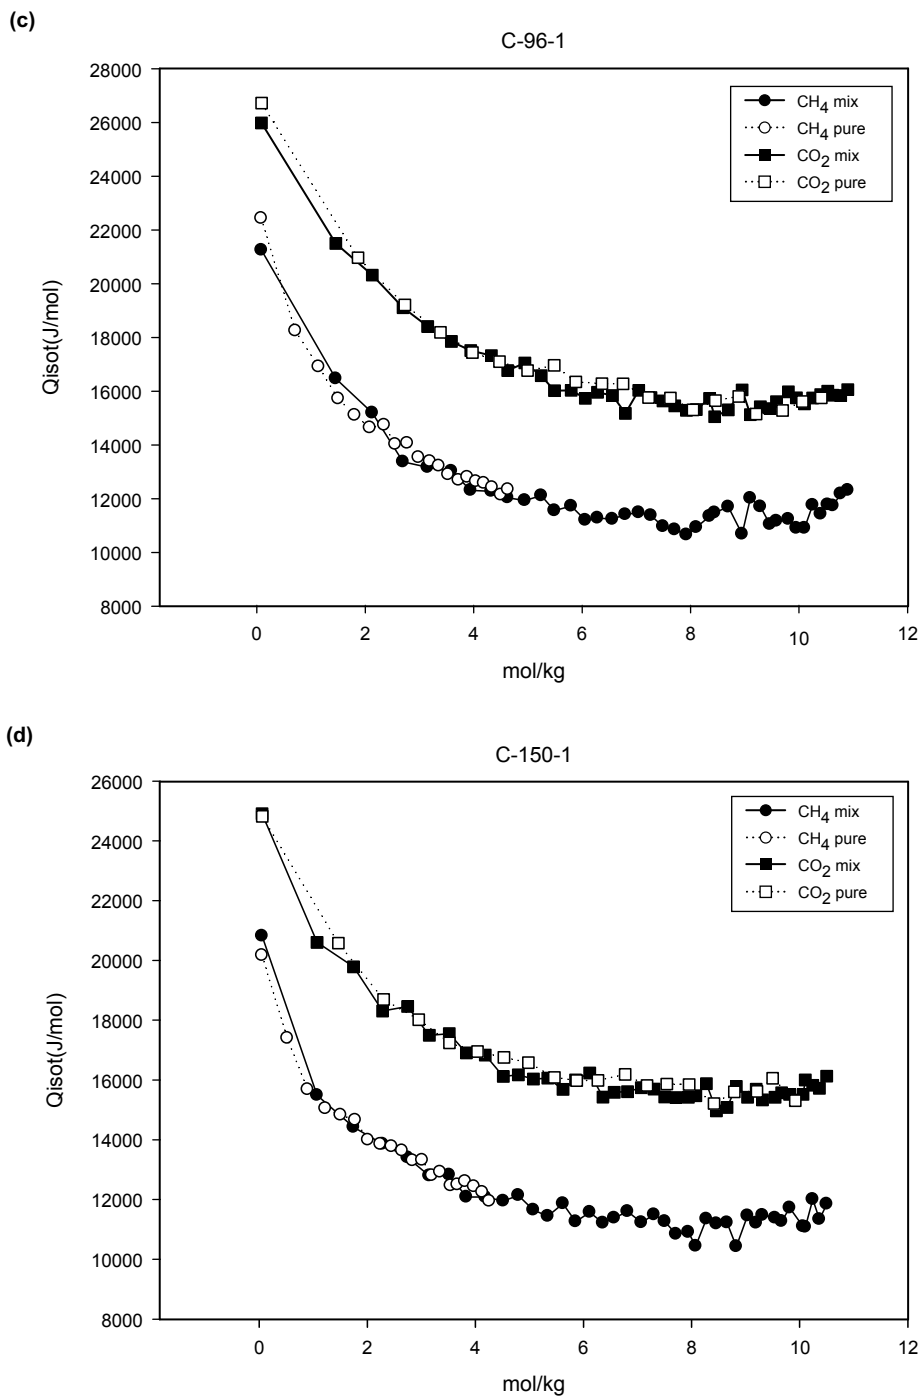 (c)
C-96-1
28000
26000
24000
22000
20000
18000
16000
14000
12000
10000
8000
Qisot(J/mol)
CH4 mix
CH4 pure
CO2 mix
CO2 pure
0 2 4 6 8 10 12
mol/kg
(d)
C-150-1
26000
24000
22000
20000
18000
16000
14000
12000
10000
8000
Qisot(J/mol)
CH4 mix
CH4 pure
CO2 mix
CO2 pure
0 2 4 6 8 10 12
mol/kg